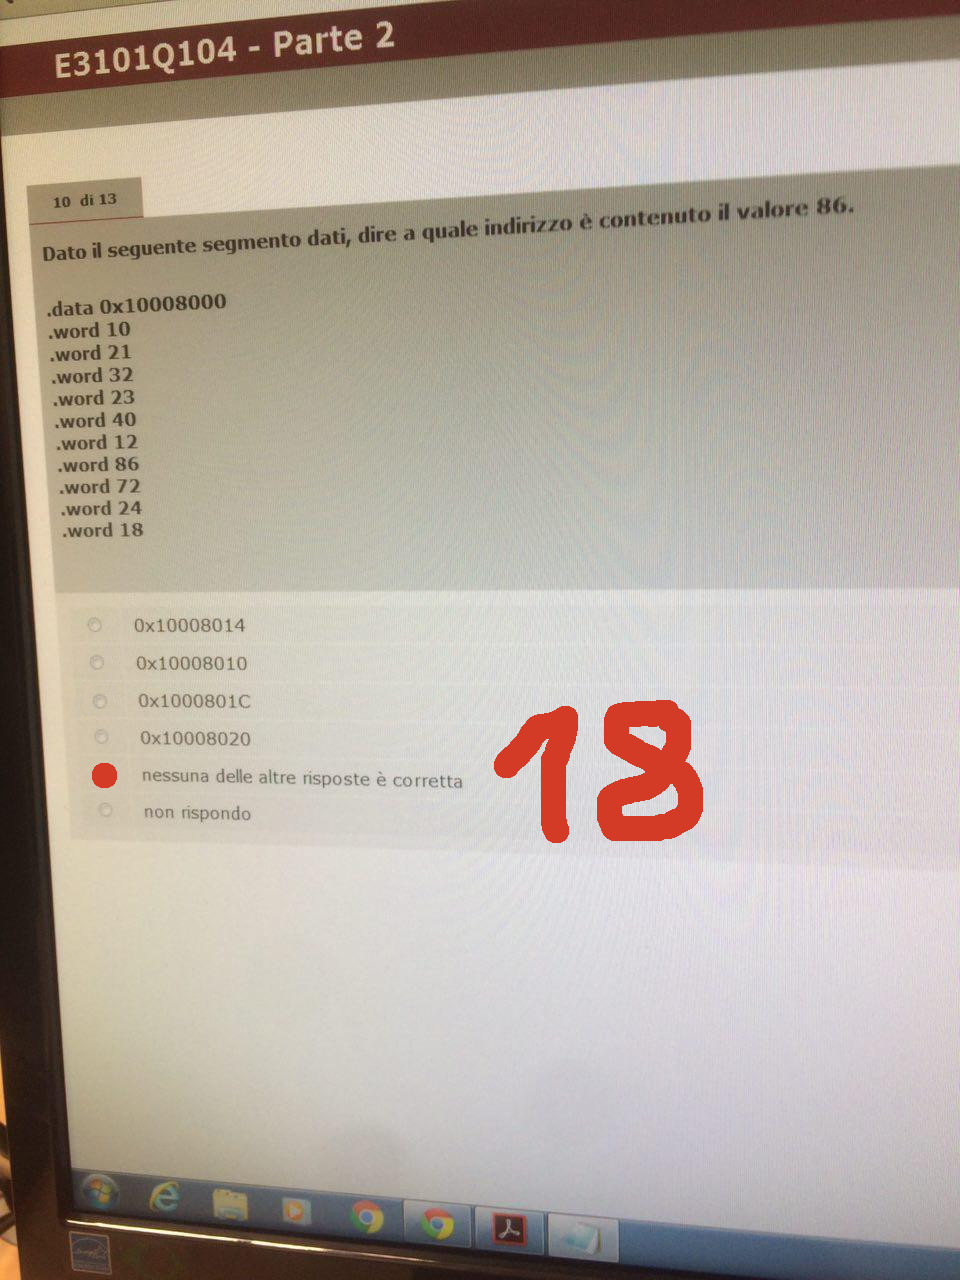 E3101Q104 - Parte 2
10 di 13
Dato il seguente segmento dati, dire a quale indirizzo è contenuto il valore 86.
.data 0x10008000
.word 10
.word 21
.word 32
.word 23
.word 40
.word 12
.word 86
.word 72
.word 24
.word 18
0x10008014
0x10008010
0x1000801C
0x10008020
nessuna delle altre risposte è corretta
non rispondo
18